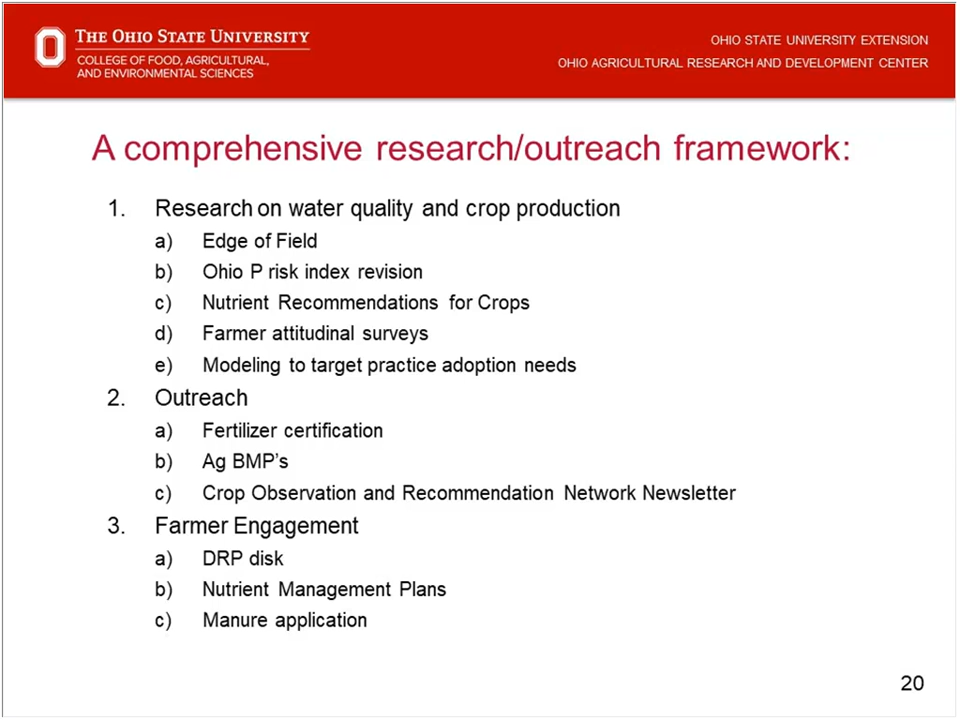 THE OHIO STATE UNIVERSITY
COLLEGE OF FOOD, AGRICULTURAL,
AND ENVIRONMENTAL SCIENCES
OHIO STATE UNIVERSITY EXTENSION
OHIO AGRICULTURAL RESEARCH AND DEVELOPMENT CENTER
A comprehensive research/outreach framework:
1. Research on water quality and crop production
a) Edge of Field
b) Ohio P risk index revision
c) Nutrient Recommendations for Crops
d) Farmer attitudinal surveys
e) Modeling to target practice adoption needs
2. Outreach
a) Fertilizer certification
b) Ag BMP's
c) Crop Observation and Recommendation Network Newsletter
3. Farmer Engagement
a) DRP disk
b) Nutrient Management Plans
c) Manure application
20